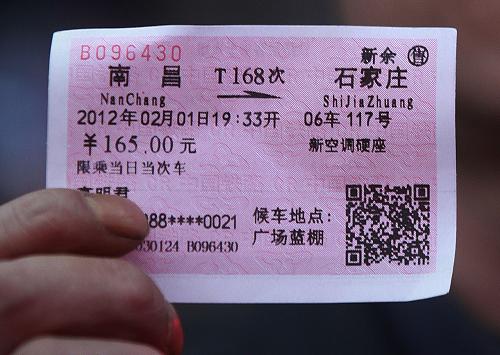 B096430
新余 售
南昌 T168次 石家庄
NanChang ShiJiaZhuang
2012年02月01日19:33开 06车 117号
￥165.00元 新空调硬座
限乘当日当次车
88****0021 候车地点:
030124 B096430 广场蓝棚